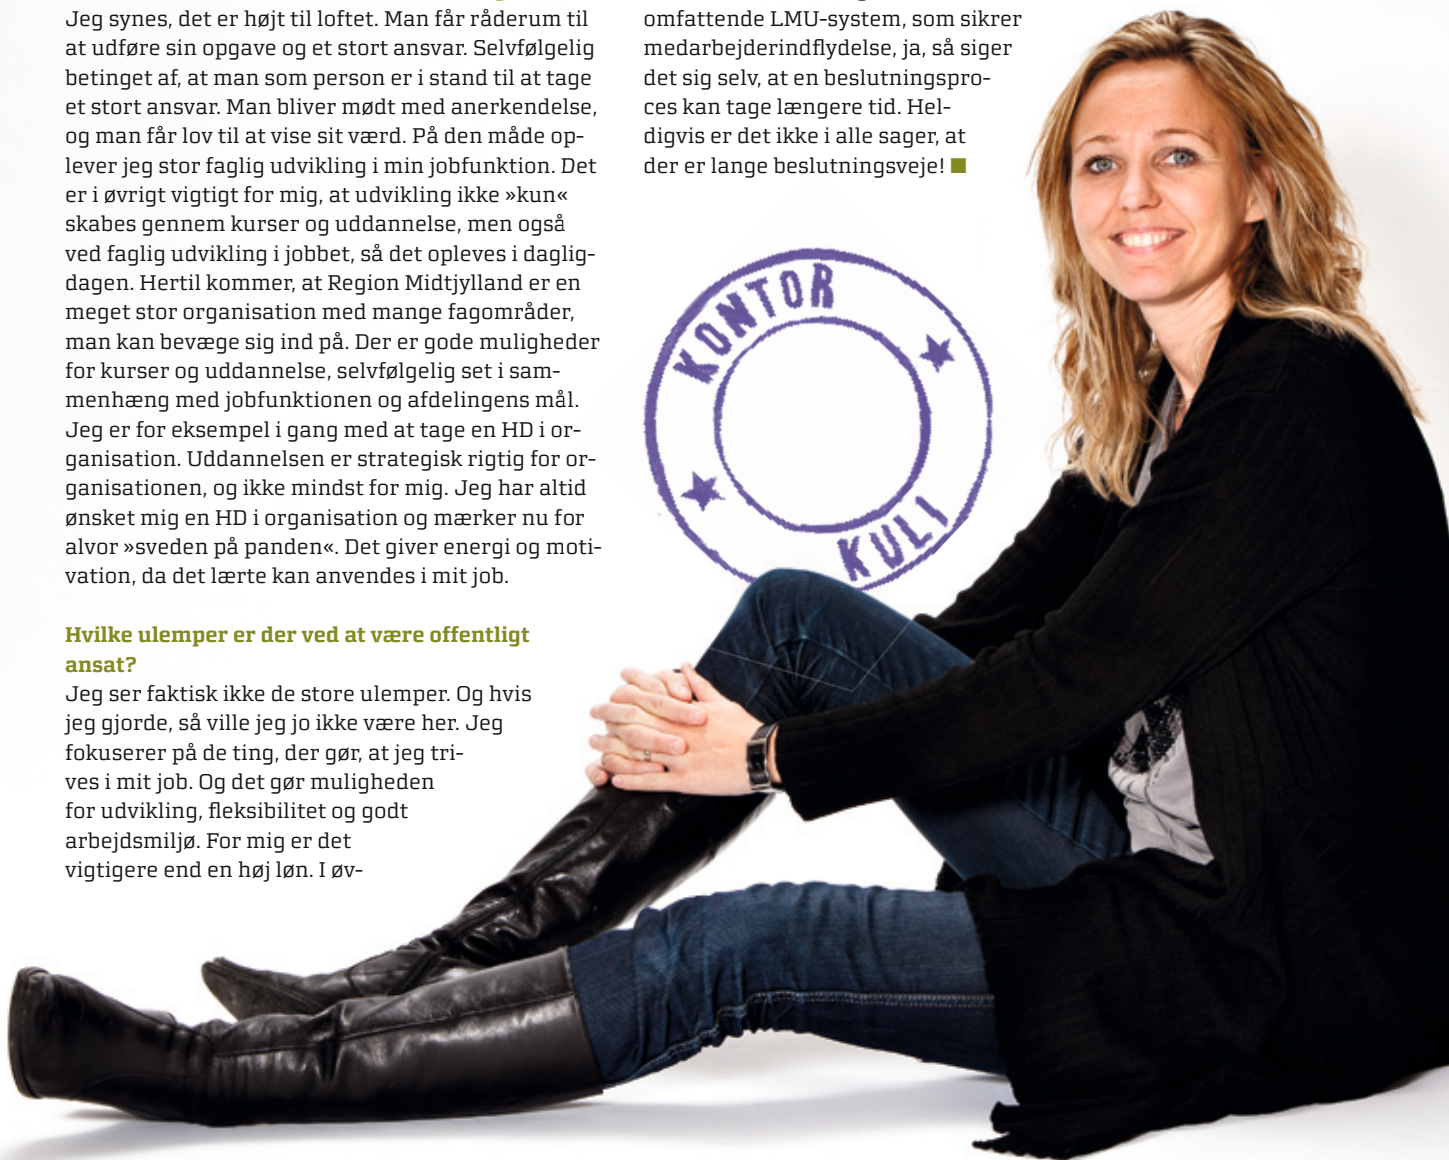 Jeg synes, det er højt til loftet. Man får råderum til
at udføre sin opgave og et stort ansvar. Selvfølgelig
betinget af, at man som person er i stand til at tage
et stort ansvar. Man bliver mødt med anerkendelse,
og man får lov til at vise sit værd. På den måde op-
lever jeg stor faglig udvikling i min jobfunktion. Det
er i øvrigt vigtigt for mig, at udvikling ikke »kun«
skabes gennem kurser og uddannelse, men også
ved faglig udvikling i jobbet, så det opleves i daglig-
dagen. Hertil kommer, at Region Midtjylland er en
meget stor organisation med mange fagområder,
man kan bevæge sig ind på. Der er gode muligheder
for kurser og uddannelse, selvfølgelig set i sam-
menhæng med jobfunktionen og afdelingens mål.
Jeg er for eksempel i gang med at tage en HD i or-
ganisation. Uddannelsen er strategisk rigtig for or-
ganisationen, og ikke mindst for mig. Jeg har altid
ønsket mig en HD i organisation og mærker nu for
alvor »sveden på panden«. Det giver energi og moti-
vation, da det lærte kan anvendes i mit job.
Hvilke ulemper er der ved at være offentligt
ansat?
Jeg ser faktisk ikke de store ulemper. Og hvis
jeg gjorde, så ville jeg jo ikke være her. Jeg
fokuserer på de ting, der gør, at jeg tri-
ves i mit job. Og det gør muligheden
for udvikling, fleksibilitet og godt
arbejdsmiljø. For mig er det
vigtigere end en høj løn. I øv-
omfattende LMU-system, som sikrer
medarbejderindflydelse, ja, så siger
det sig selv, at en beslutningspro-
ces kan tage længere tid. Hel-
digvis er det ikke i alle sager, at
der er lange beslutningsveje!
KONTOR
KULI